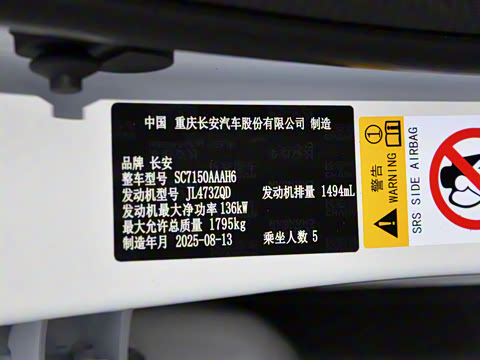 中国 重庆长安汽车股份有限公司 制造
品牌 长安
整车型号 SC7150AAAH6
发动机型号 JL473ZQD 发动机排量 1494mL
发动机最大净功率 136kW
最大允许总质量 1795kg
制造年月 2025-08-13 乘坐人数 5
警告
WARNING
SRS SIDE AIRBAG